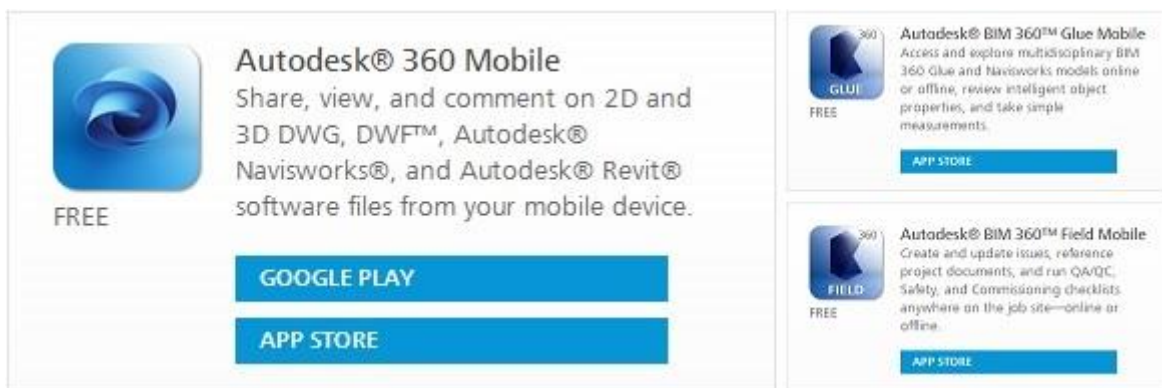 Autodesk® 360 Mobile
Share, view, and comment on 2D and
3D DWG, DWF™, Autodesk®
Navisworks®, and Autodesk® Revit®
software files from your mobile device.
FREE
GOOGLE PLAY
APP STORE
360
GLUE
FREE
Autodesk® BIM 360™ Glue Mobile
Access and explore multidisciplinary BIM
360 Glue and Navisworks models online
or offline, review intelligent object
properties, and take simple
measurements.
APP STORE
360
FIELD
FREE
Autodesk® BIM 360™ Field Mobile
Create and update issues, reference
project documents, and run QA/QC,
Safety, and Commissioning checklists
anywhere on the job site—online or
offline.
APP STORE